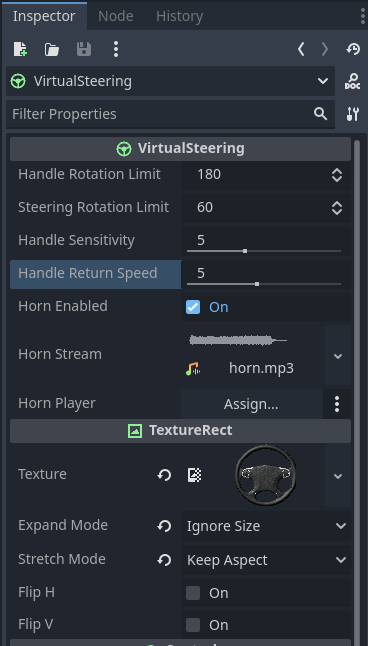 Inspector Node History
VirtualSteering DOC
Filter Properties
VirtualSteering
Handle Rotation Limit 180
Steering Rotation Limit 60
Handle Sensitivity 5
Handle Return Speed 5
Horn Enabled On
Horn Stream horn.mp3
Horn Player Assign...
TextureRect
Texture
Expand Mode Ignore Size
Stretch Mode Keep Aspect
Flip H On
Flip V On